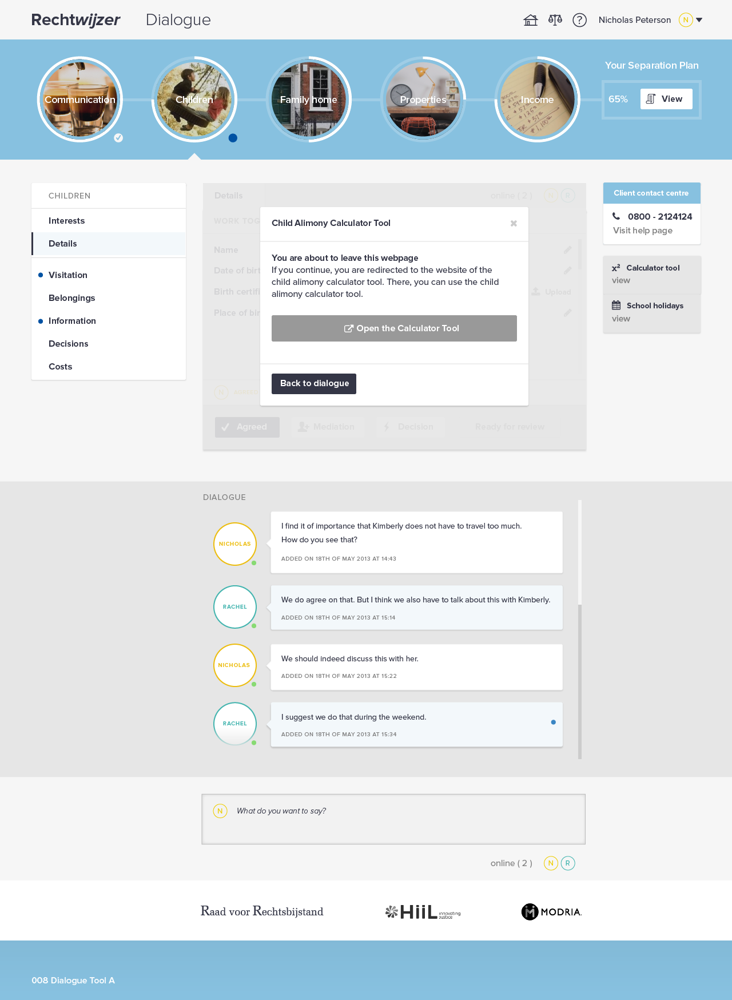 Rechtwijzer
Dialogue
Nicholas Peterson
N
Communication
Children
Family home
Properties
Income
Your Separation Plan
65%
View
CHILDREN
Interests
Details
Visitation
Belongings
Information
Decisions
Costs
Details
online ( 2 )
N
R
WORK TOG
Name
Date of birt
Birth certifi
Upload
Place of bir
N
AGREED
Agreed
Mediation
Decision
Ready for review
Child Alimony Calculator Tool
You are about to leave this webpage
If you continue, you are redirected to the website of the
child alimony calculator tool. There, you can use the child
alimony calculator tool.
Open the Calculator Tool
Back to dialogue
Client contact centre
0800 - 2124124
Visit help page
x² Calculator tool
view
School holidays
view
DIALOGUE
NICHOLAS
I find it of importance that Kimberly does not have to travel too much.
How do you see that?
ADDED ON 18TH OF MAY 2013 AT 14:43
RACHEL
We do agree on that. But I think we also have to talk about this with Kimberly.
ADDED ON 18TH OF MAY 2013 AT 15:14
NICHOLAS
We should indeed discuss this with her.
ADDED ON 18TH OF MAY 2013 AT 15:22
RACHEL
I suggest we do that during the weekend.
ADDED ON 18TH OF MAY 2013 AT 15:34
N
What do you want to say?
online ( 2 )
N
R
Raad voor Rechtsbijstand
HiiL innovating
justice
MODRIA.
008 Dialogue Tool A